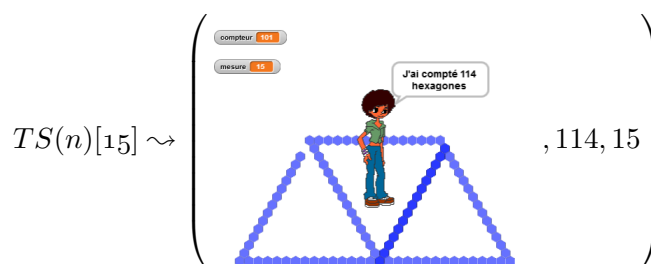 compteur 101
mesure 15
J'ai compté 114
hexagones
TS(n)[15] ⤳ ( , 114, 15 )